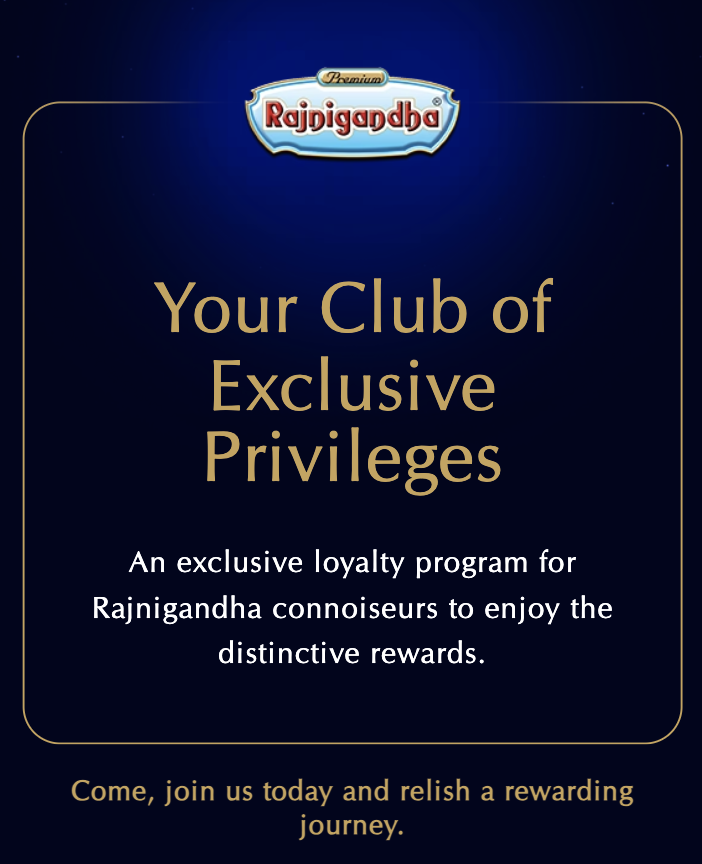 Premium
Rajnigandha®
Your Club of
Exclusive
Privileges
An exclusive loyalty program for
Rajnigandha connoiseurs to enjoy the
distinctive rewards.
Come, join us today and relish a rewarding
journey.